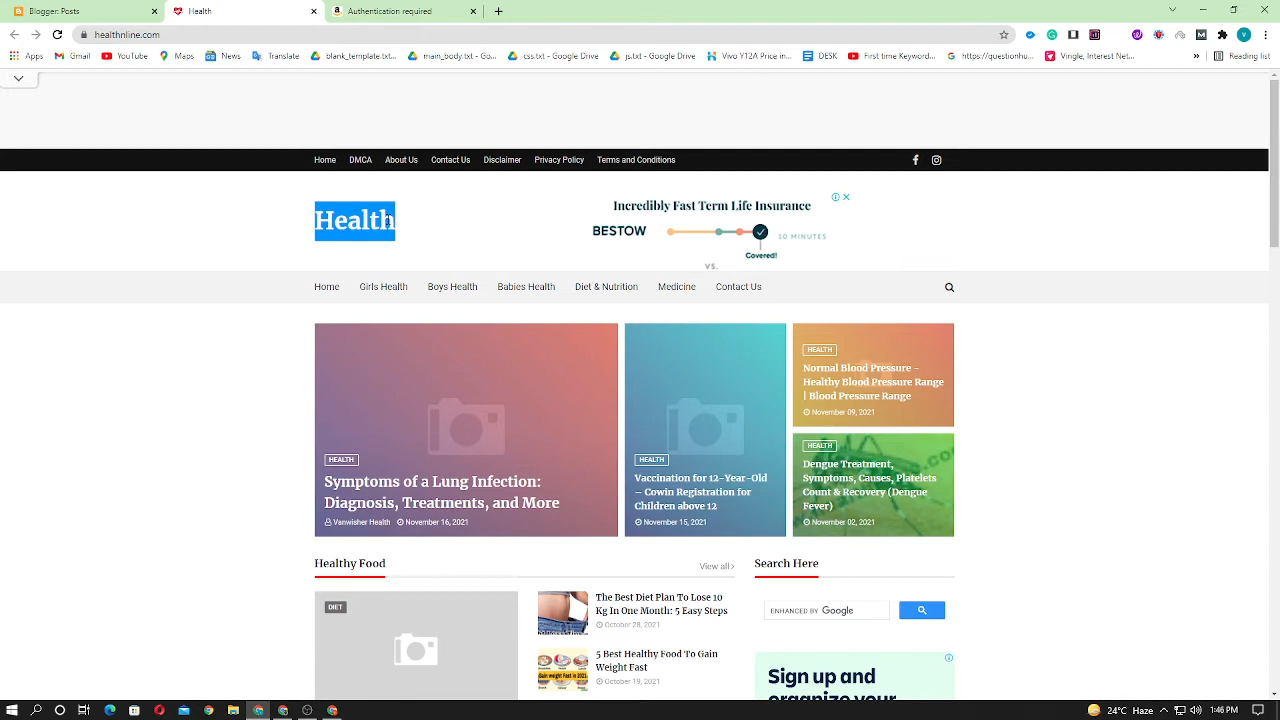 Blogger Posts
Health
Authentication required
healthnline.com
Apps
Gmail
YouTube
Maps
News
Translate
blank_template.txt...
main_body.txt - G...
css.txt - Google Dr...
js.txt - Google Drive
Vivo Y12A Price in...
DESK
First Romantic me...
https://questionhu...
Vingle, Interest Net...
»
Reading list
Home
DMCA
About Us
Contact Us
Disclaimer
Privacy Policy
Terms and Conditions
Health
Incredibly Fast Term Life Insurance
BESTOW
10 MINUTES
Covered!
VS.
Home
Girls Health
Boys Health
Babies Health
Diet & Nutrition
Medicine
Contact Us
HEALTH
Symptoms of a Lung Infection:
Diagnosis, Treatments, and More
Vanwisher Health
November 16, 2021
HEALTH
Vaccination for 12-Year-Old
– Cowin Registration for
Children above 12
November 15, 2021
HEALTH
Normal Blood Pressure –
Healthy Blood Pressure Range
| Blood Pressure Range
November 09, 2021
HEALTH
Dengue Treatment,
Symptoms, Causes, Platelets
Count & Recovery (Dengue
Fever)
November 02, 2021
Healthy Food
View all
DIET
The Best Diet Plan To Lose 10
Kg In One Month: 5 Easy Steps
October 28, 2021
5 Best Healthy Food To Gain
Weight Fast
October 19, 2021
Search Here
ENHANCED BY Google
Sign up and
organize your
24°C Haze
1:46 PM